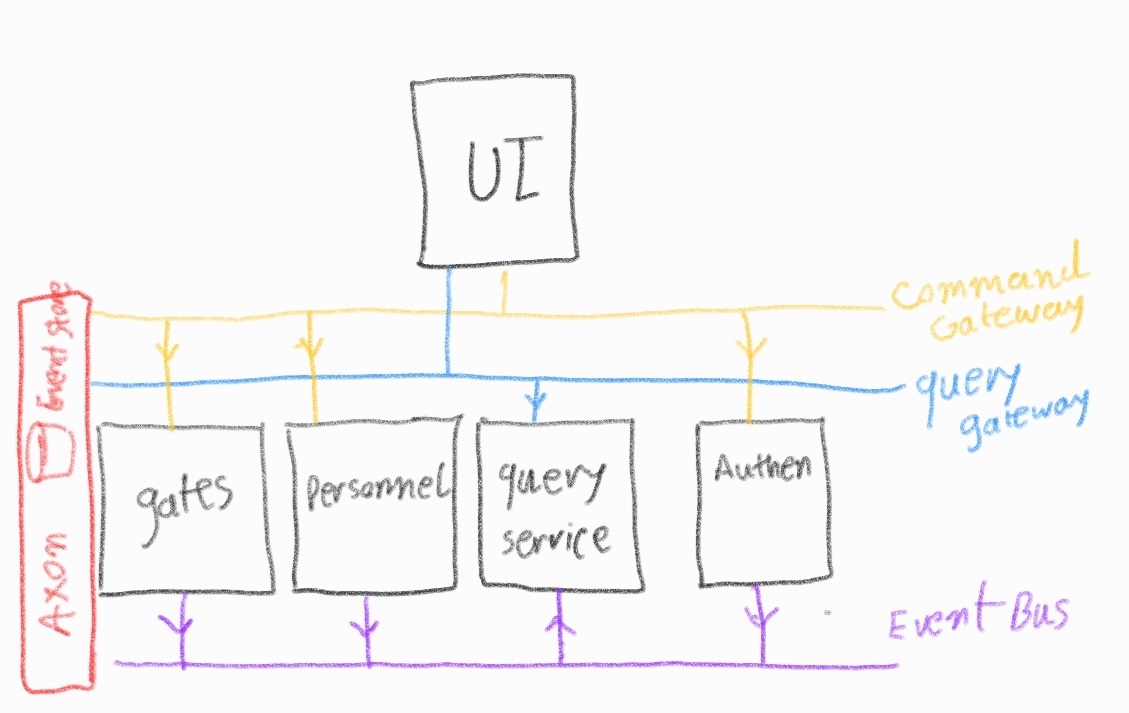 UI
Command
Gateway
query
gateway
Event Store
Axon
gates
Personnel
query
service
Authen
Event Bus